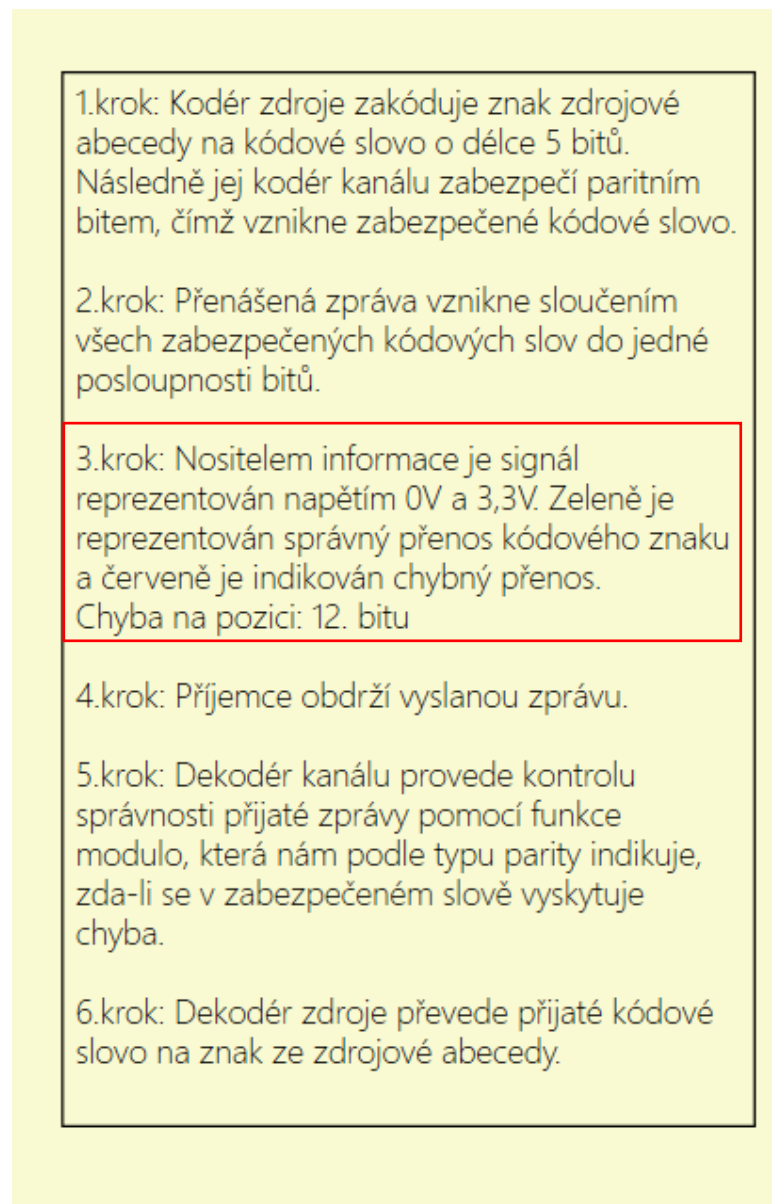 1.krok: Kodér zdroje zakóduje znak zdrojové
abecedy na kódové slovo o délce 5 bitů.
Následně jej kodér kanálu zabezpečí paritním
bitem, čímž vznikne zabezpečené kódové slovo.
2.krok: Přenášená zpráva vznikne sloučením
všech zabezpečených kódových slov do jedné
posloupnosti bitů.
3.krok: Nositelem informace je signál
reprezentován napětím 0V a 3,3V. Zeleně je
reprezentován správný přenos kódového znaku
a červeně je indikován chybný přenos.
Chyba na pozici: 12. bitu
4.krok: Příjemce obdrží vyslanou zprávu.
5.krok: Dekodér kanálu provede kontrolu
správnosti přijaté zprávy pomocí funkce
modulo, která nám podle typu parity indikuje,
zda-li se v zabezpečeném slově vyskytuje
chyba.
6.krok: Dekodér zdroje převede přijaté kódové
slovo na znak ze zdrojové abecedy.